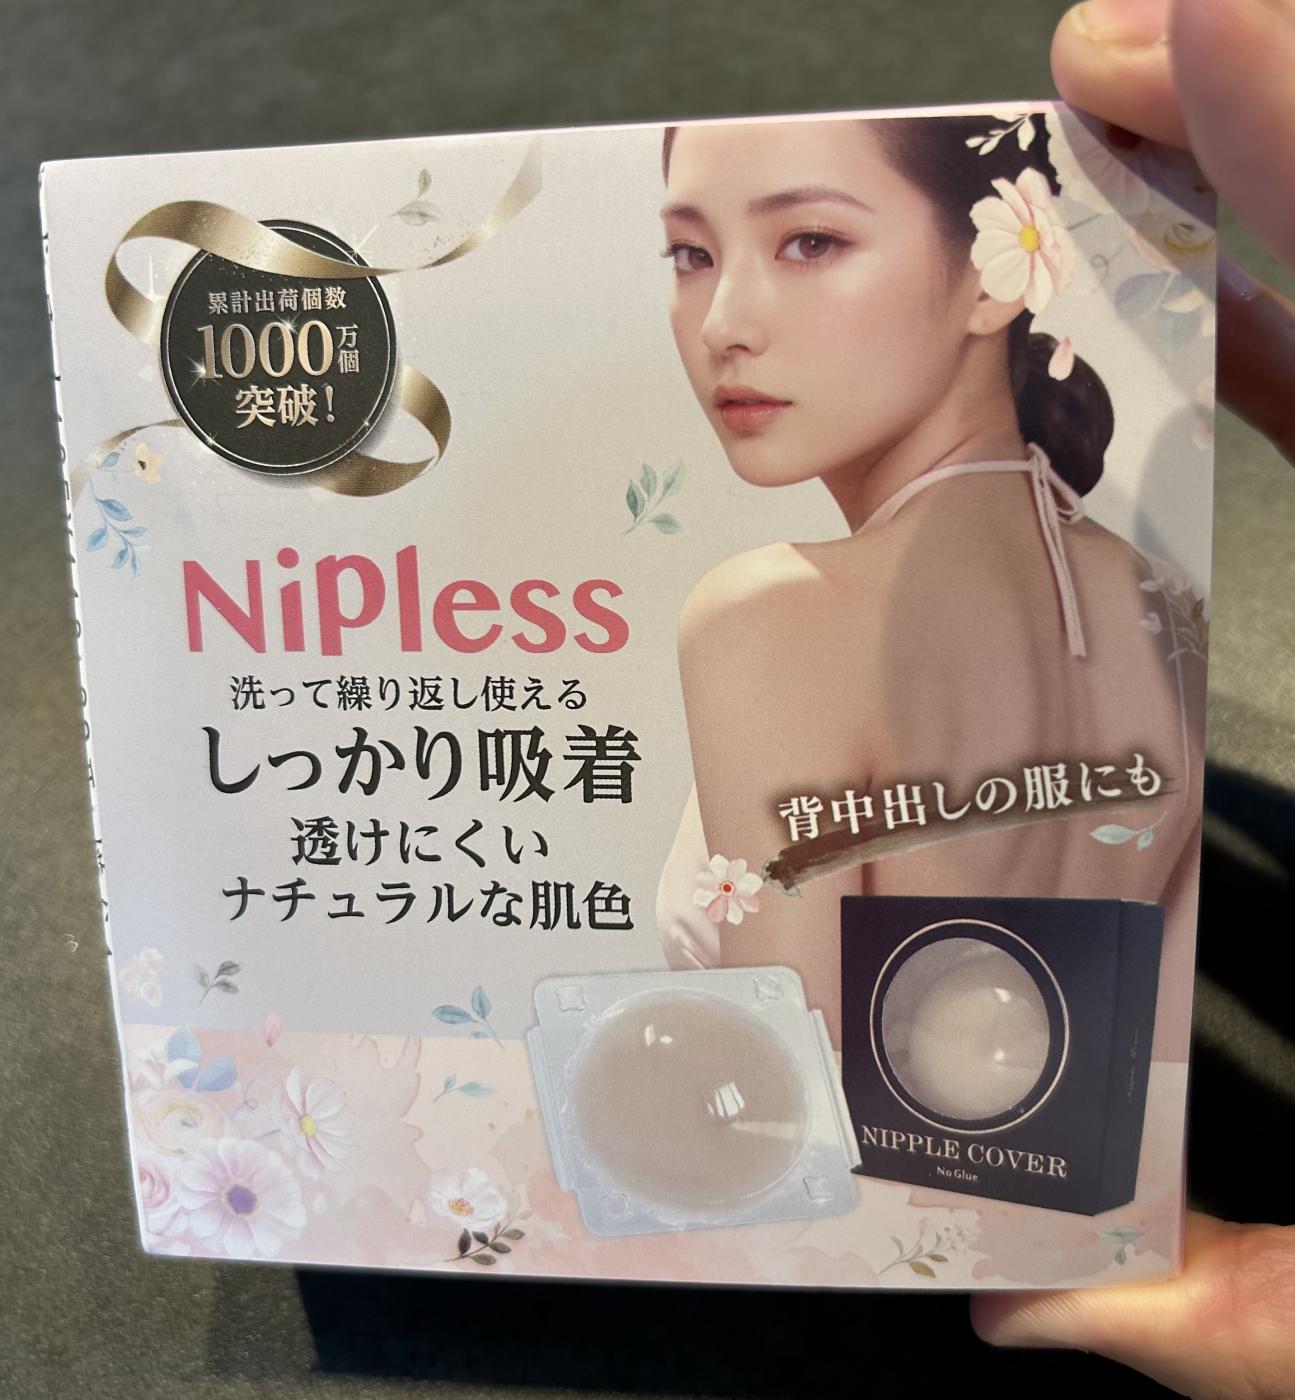 累計出荷個数
1000万個
突破!
Nipless
洗って繰り返し使える
しっかり吸着
透けにくい
ナチュラルな肌色
背中出しの服にも
NIPPLE COVER
No Glue